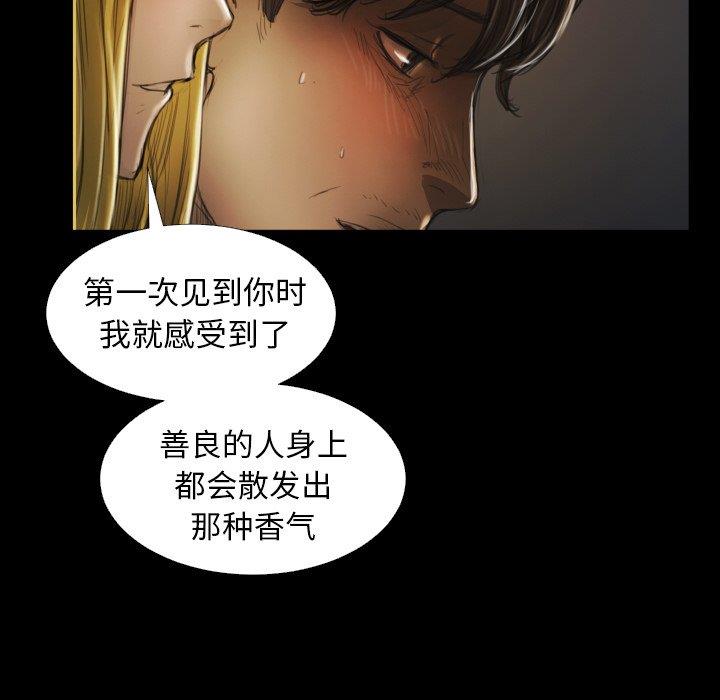 第一次见到你时
我就感受到了
善良的人身上
都会散发出
那种香气